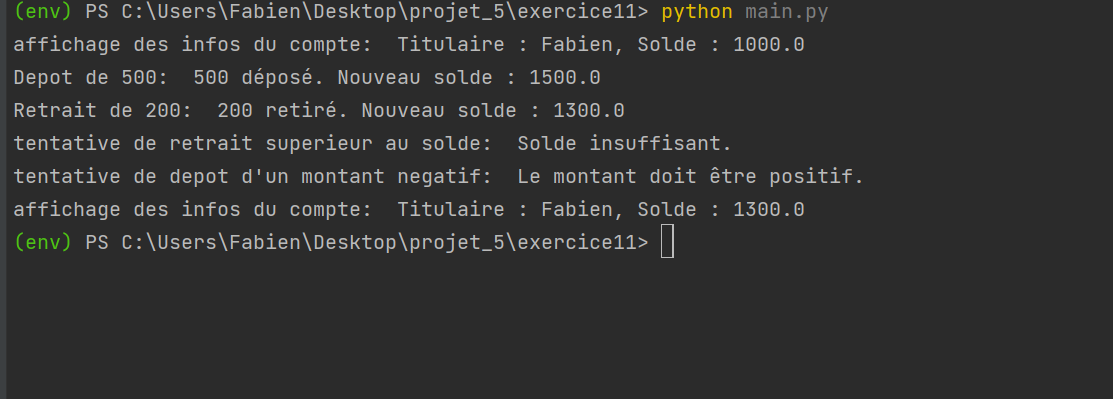 (env) PS C:\Users\Fabien\Desktop\projet_5\exercice11> python main.py
affichage des infos du compte:  Titulaire : Fabien, Solde : 1000.0
Depot de 500:  500 déposé. Nouveau solde : 1500.0
Retrait de 200:  200 retiré. Nouveau solde : 1300.0
tentative de retrait superieur au solde:  Solde insuffisant.
tentative de depot d'un montant negatif:  Le montant doit être positif.
affichage des infos du compte:  Titulaire : Fabien, Solde : 1300.0
(env) PS C:\Users\Fabien\Desktop\projet_5\exercice11>